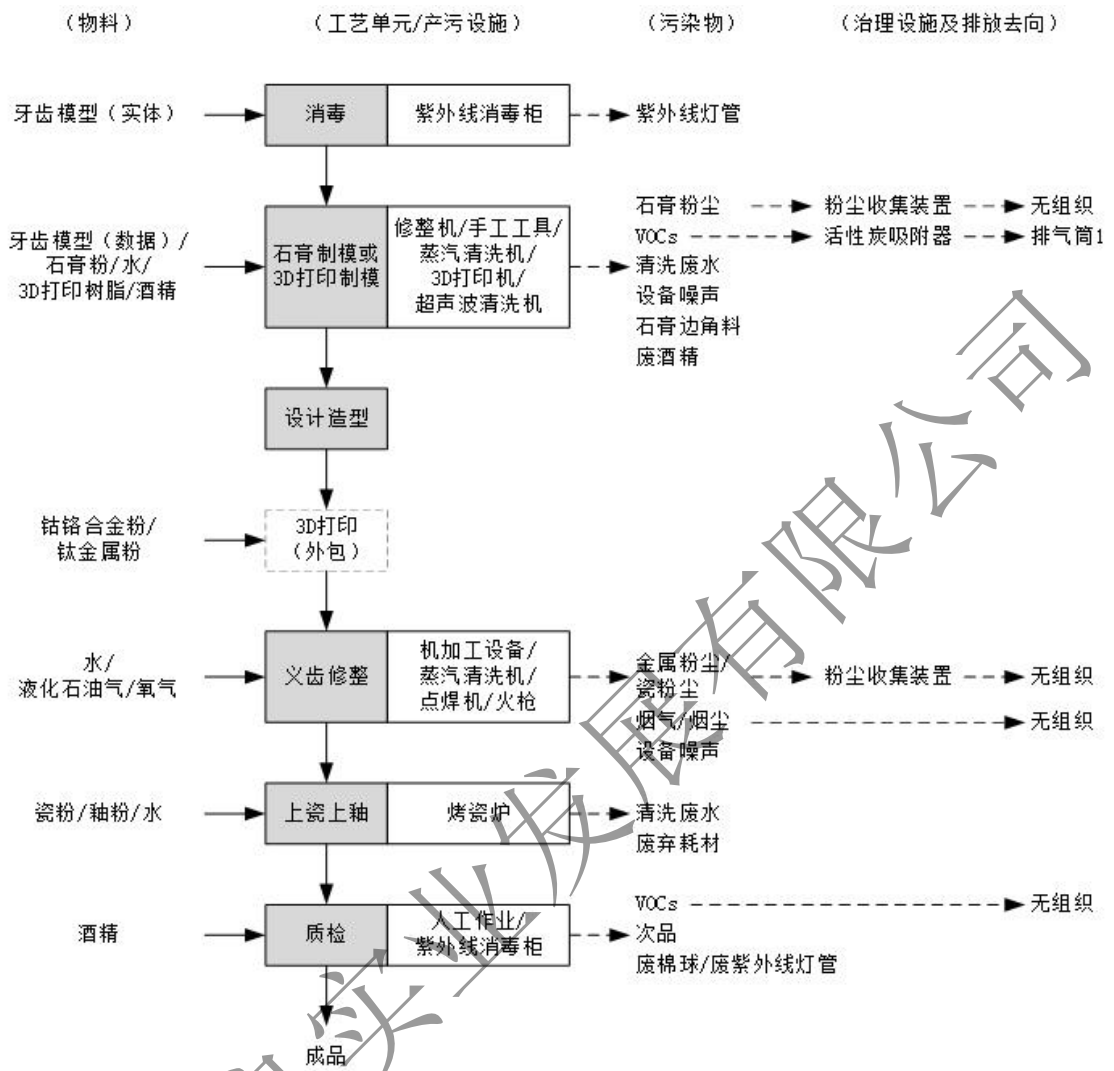 （物料）
（工艺单元/产污设施）
（污染物）
（治理设施及排放去向）
牙齿模型（实体）
消毒
紫外线消毒柜
紫外线灯管
牙齿模型（数据）/
石膏粉/水/
3D打印树脂/酒精
石膏制模或
3D打印制模
修整机/手工工具/
蒸汽清洗机/
3D打印机/
超声波清洗机
石膏粉尘
粉尘收集装置
无组织
VOCs
活性炭吸附器
排气筒1
清洗废水
设备噪声
石膏边角料
废酒精
设计造型
钴铬合金粉/
钛金属粉
3D打印
（外包）
水/
液化石油气/氧气
义齿修整
机加工设备/
蒸汽清洗机/
点焊机/火枪
金属粉尘/
瓷粉尘
粉尘收集装置
无组织
烟气/烟尘
无组织
设备噪声
瓷粉/釉粉/水
上瓷上釉
烤瓷炉
清洗废水
废弃耗材
酒精
质检
人工作业/
紫外线消毒柜
VOCs
无组织
次品
废棉球/废紫外线灯管
成品
实业发展有限公司